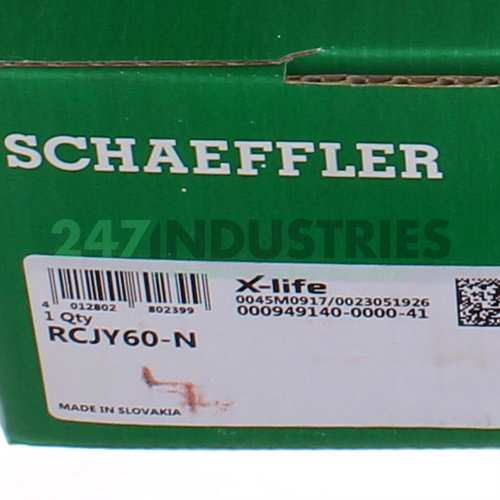 SCHAEFFLER
247INDUSTRIES
X-life
0045M0917/0023051926
000949140-0000-41
4 012802 802399
1 Qty
RCJY60-N
MADE IN SLOVAKIA